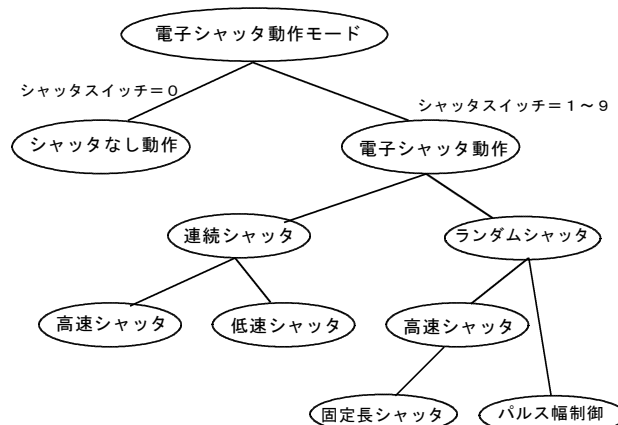 電子シャッタ動作モード
シャッタスイッチ＝０
シャッタスイッチ＝１～９
シャッタなし動作
電子シャッタ動作
連続シャッタ
ランダムシャッタ
高速シャッタ
低速シャッタ
高速シャッタ
固定長シャッタ
パルス幅制御